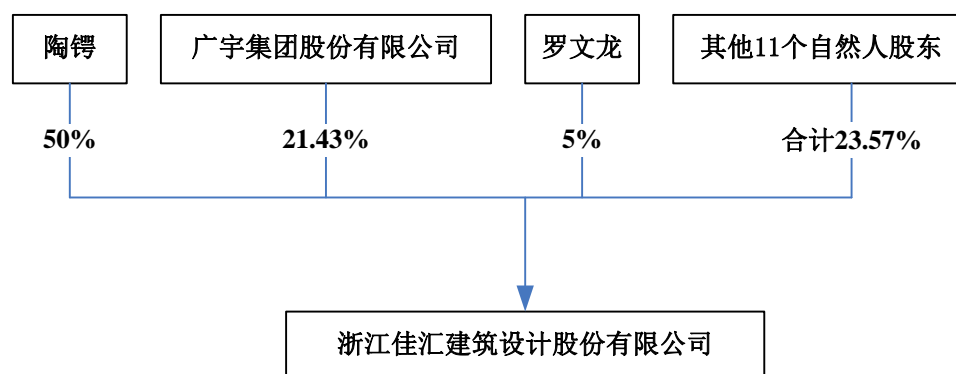 陶锷
广宇集团股份有限公司
罗文龙
其他11个自然人股东
50%
21.43%
5%
合计23.57%
浙江佳汇建筑设计股份有限公司